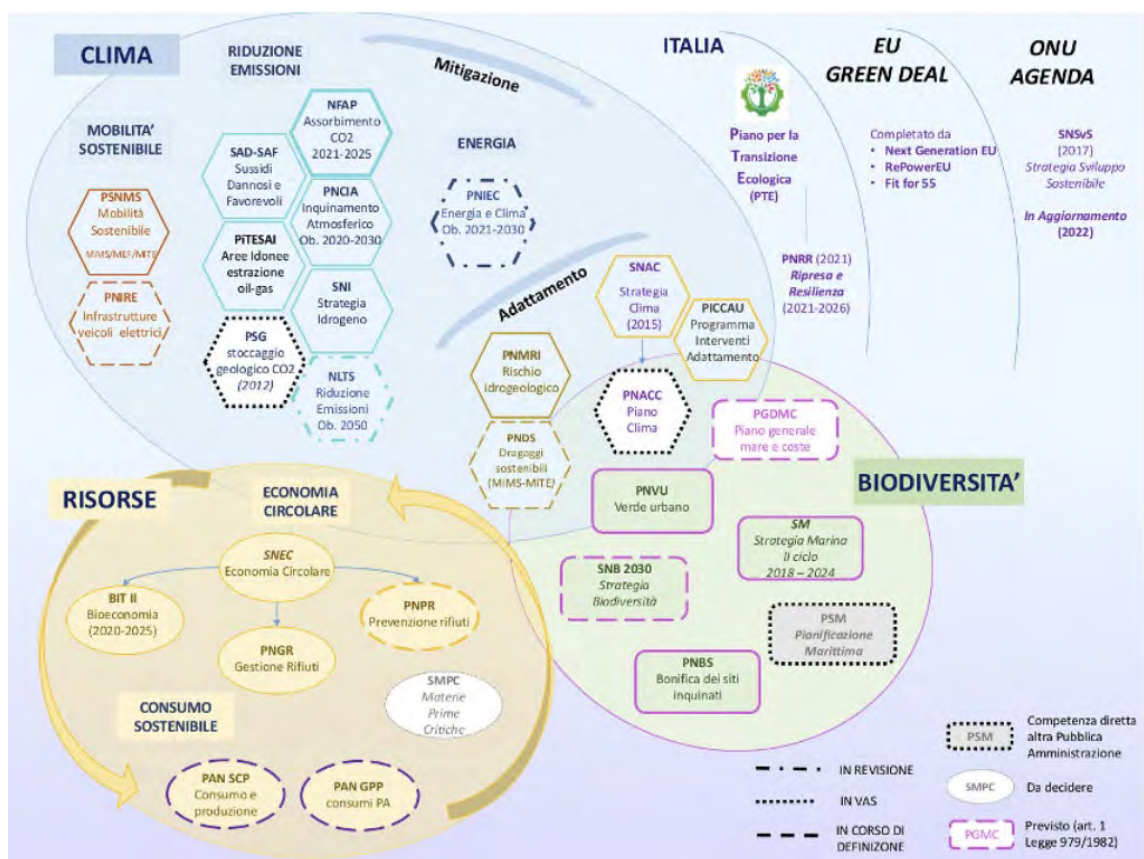 CLIMA
RIDUZIONE
EMISSIONI
Mitigazione
ITALIA
EU
GREEN DEAL
ONU
AGENDA
MOBILITA’
SOSTENIBILE
PSNMS
Mobilità
Sostenibile
MIMS/MEF/MITE
PNIRE
Infrastrutture
veicoli elettrici
NFAP
Assorbimento
CO2
2021-2025
SAD-SAF
Sussidi
Dannosi e
Favorevoli
PNCIA
Inquinamento
Atmosferico
Ob. 2020-2030
PiTESAI
Aree Idonee
estrazione
oil-gas
SNI
Strategia
Idrogeno
PSG
stoccaggio
geologico CO2
(2012)
NLTS
Riduzione
Emissioni
Ob. 2050
ENERGIA
PNIEC
Energia e Clima
Ob. 2021-2030
Piano per la
Transizione
Ecologica
(PTE)
Completato da
• Next Generation EU
• RePowerEU
• Fit for 55
SNSvS
(2017)
Strategia Sviluppo
Sostenibile
In Aggiornamento
(2022)
PNRR (2021)
Ripresa e
Resilienza
(2021-2026)
Adattamento
SNAC
Strategia
Clima
(2015)
PICCAU
Programma
Interventi
Adattamento
PNMRI
Rischio
Idrogeologico
PNACC
Piano
Clima
PNDS
Dragaggi
sostenibili
(MIMS-MITE)
PGDMC
Piano generale
mare e coste
BIODIVERSITA’
PNVU
Verde urbano
SM
Strategia Marina
II ciclo
2018 – 2024
SNB 2030
Strategia
Biodiversità
PSM
Pianificazione
Marittima
PNBS
Bonifica dei siti
inquinati
RISORSE
ECONOMIA
CIRCOLARE
SNEC
Economia Circolare
BIT II
Bioeconomia
(2020-2025)
PNPR
Prevenzione rifiuti
PNGR
Gestione Rifiuti
SMPC
Materie
Prime
Critiche
CONSUMO
SOSTENIBILE
PAN SCP
Consumo e
produzione
PAN GPP
consumi PA
IN REVISIONE
IN VAS
IN CORSO DI
DEFINIZONE
PSM
Competenza diretta
altra Pubblica
Amministrazione
SMPC
Da decidere
PGMC
Previsto (art. 1
Legge 979/1982)